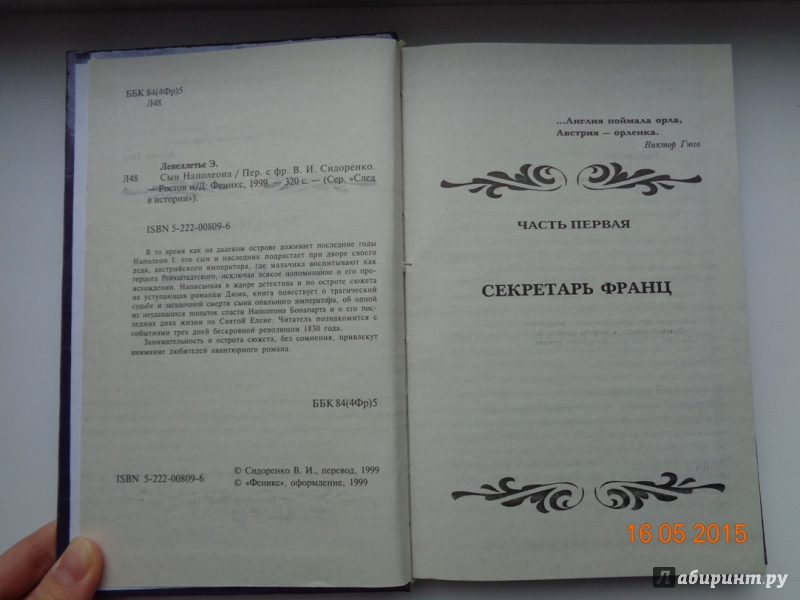 ББК 84(4Фр)5
Л48
Лепеллетье Э.
Л48 Сын Наполеона / Пер. с фр. В. И. Сидоренко.
— Ростов н/Д: Феникс, 1999. — 320 с. — (Сер. «След
в истории»).
ISBN 5-222-00809-6
В то время как на далеком острове доживает последние годы
Наполеон I, его сын и наследник подрастает при дворе своего
деда, австрийского императора, где мальчика воспитывают как
герцога Рейхштадтского, исключая всякое напоминание о его про-
исхождении. Написанная в жанре детектива и по остроте сюжета
не уступающая романам Дюма, книга повествует о трагической
судьбе и загадочной смерти сына опального императора, об одной
из неудавшихся попыток спасти Наполеона Бонапарта и о его пос-
ледних днях жизни на Святой Елене. Читатель познакомится с
событиями трех дней бескровной революции 1830 года.
Занимательность и острота сюжета, без сомнения, привлекут
внимание любителей авантюрного романа.
ББК 84(4Фр)5
ISBN 5-222-00809-6
© Сидоренко В. И., перевод, 1999
© «Феникс», оформление, 1999
...Англия поймала орла,
Австрия — орленка.
Виктор Гюго
ЧАСТЬ ПЕРВАЯ
СЕКРЕТАРЬ ФРАНЦ
16 05 2015
Лабиринт.ру